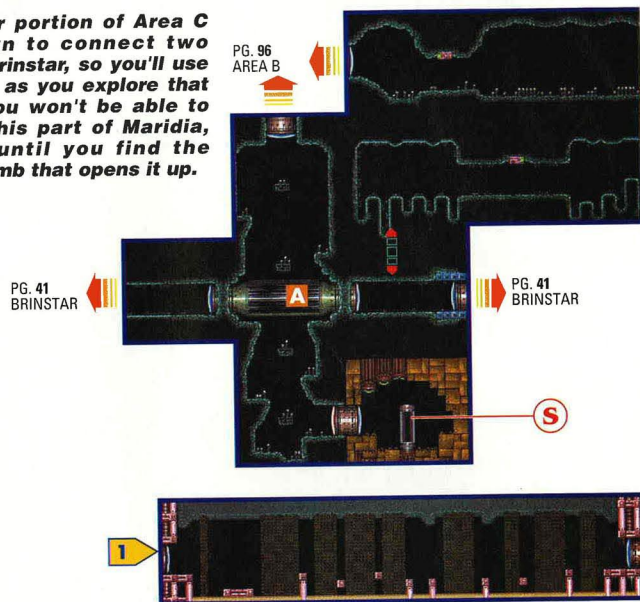 r portion of Area C
n to connect two
rinstar, so you'll use
as you explore that
ou won't be able to
his part of Maridia,
until you find the
mb that opens it up.
PG. 96
AREA B
PG. 41
BRINSTAR
A
PG. 41
BRINSTAR
S
1